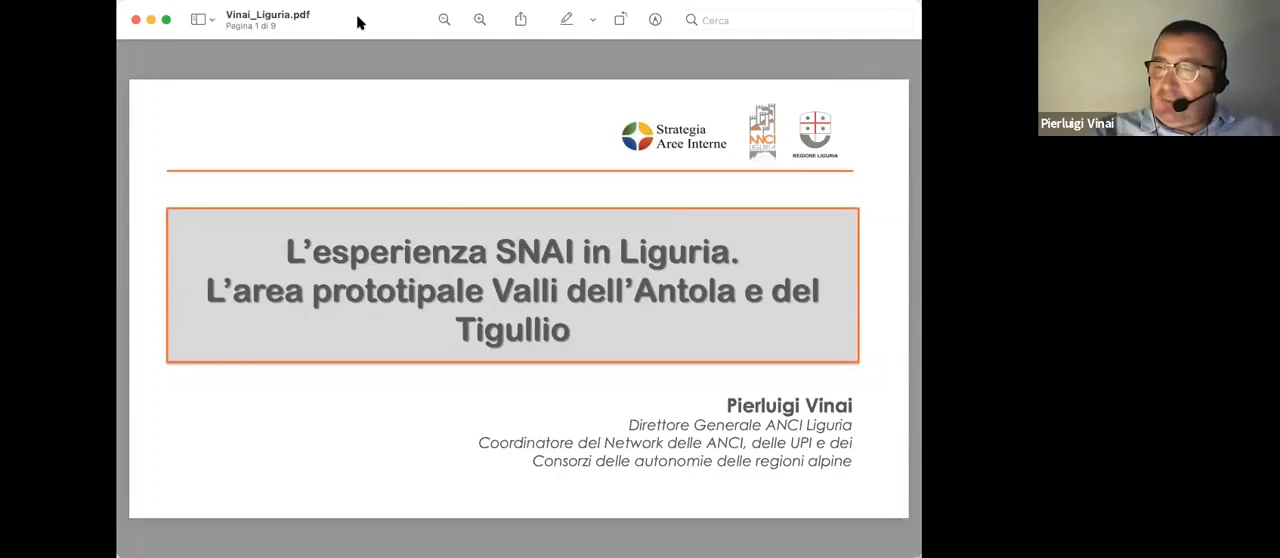 Vinai_Liguria.pdf
Pagina 1 di 9
Cerca
Pierluigi Vinai
Strategia
Aree Interne
ANCI
LIGURIA
REGIONE LIGURIA
L'esperienza SNAI in Liguria.
L'area prototipale Valli dell'Antola e del
Tigullio
Pierluigi Vinai
Direttore Generale ANCI Liguria
Coordinatore del Network delle ANCI, delle UPI e dei
Consorzi delle autonomie delle regioni alpine